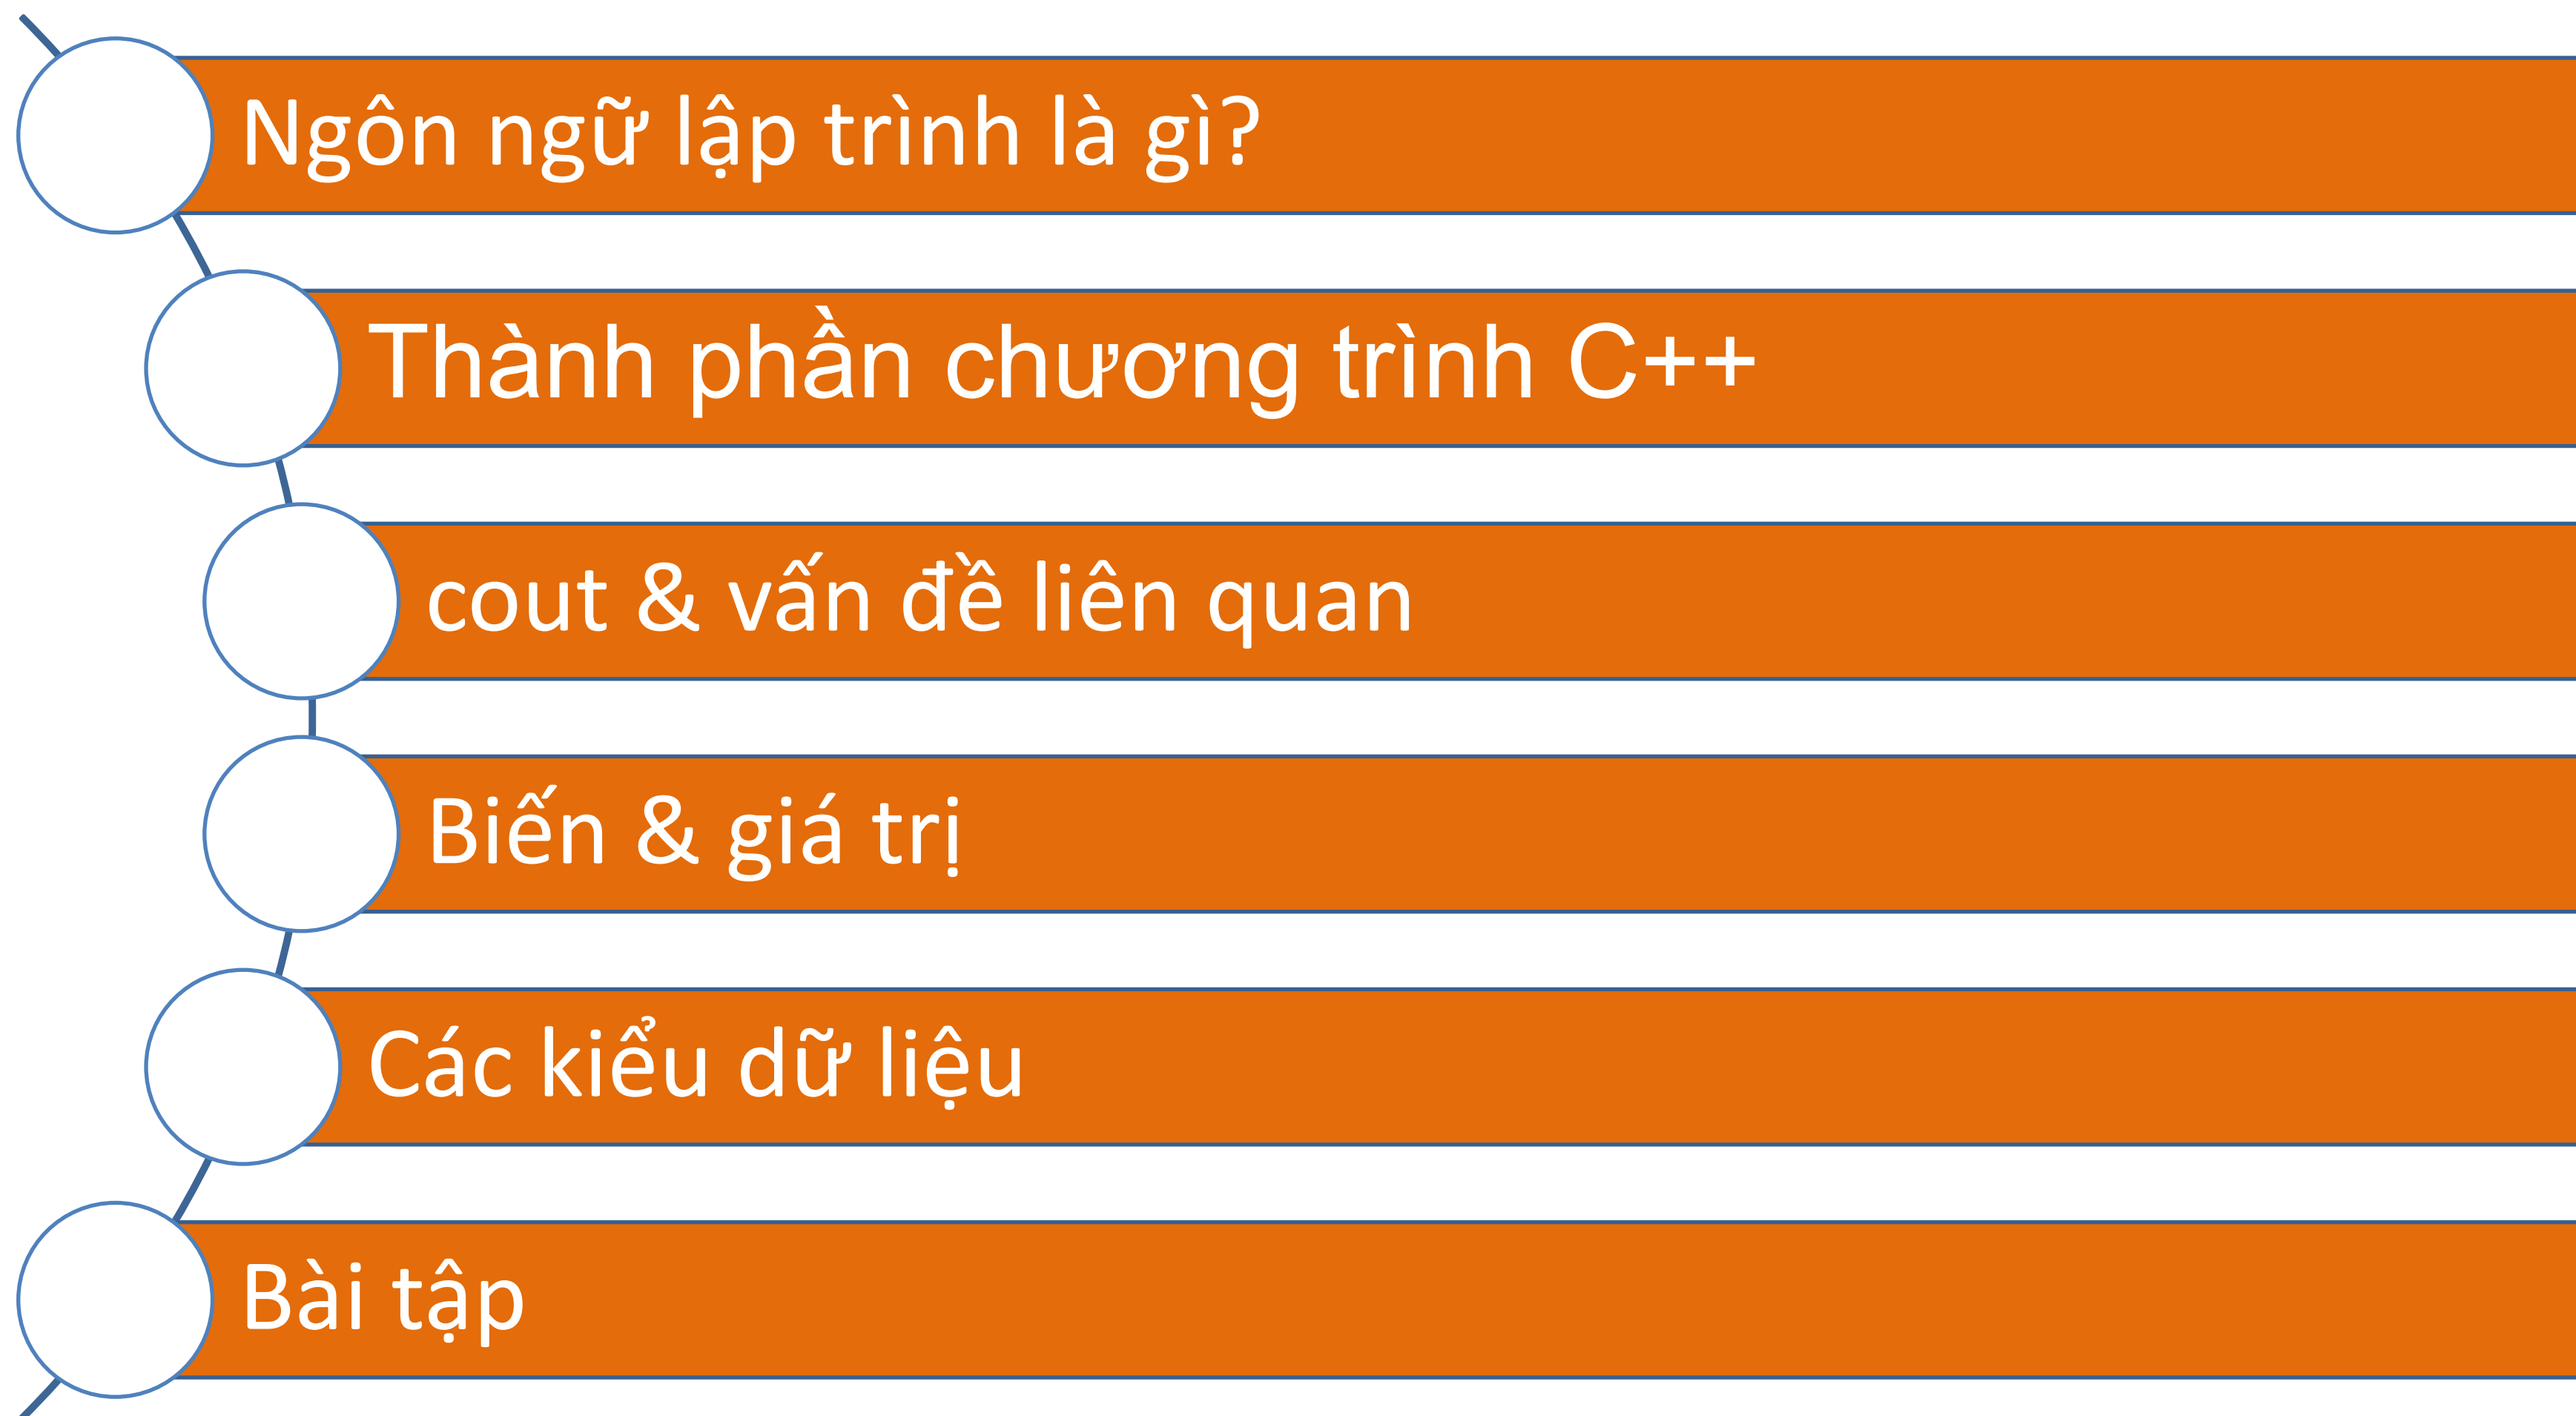 Ngôn ngữ lập trình là gì?
Thành phần chương trình C++
cout & vấn đề liên quan
Biến & giá trị
Các kiểu dữ liệu
Bài tập